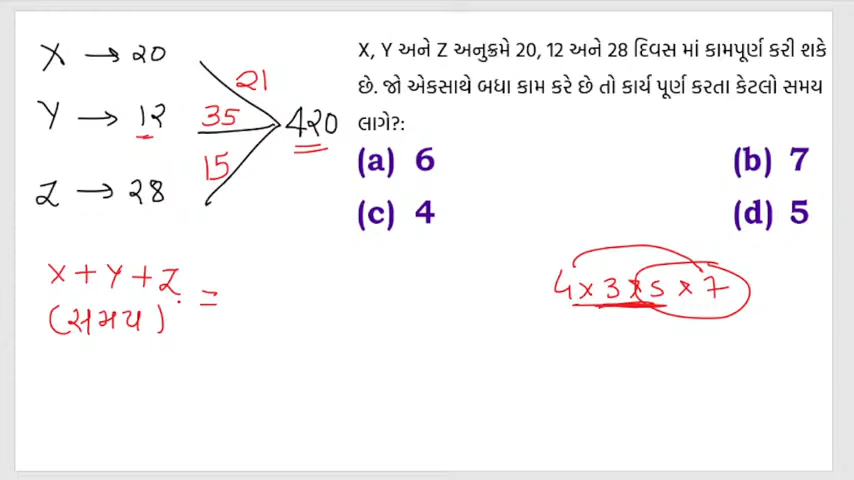 X → 20
Y → 12
Z → 28
21
35
15
420
X, Y અને Z અનુક્રમે 20, 12 અને 28 દિવસ માં કામપૂર્ણ કરી શકે
છે. જો એકસાથે બધા કામ કરે છે તો કાર્ય પૂર્ણ કરતા કેટલો સમય
લાગે?:
(a) 6 (b) 7
(c) 4 (d) 5
X + Y + Z =
(સમય)
4 x 3 x 5 x 7